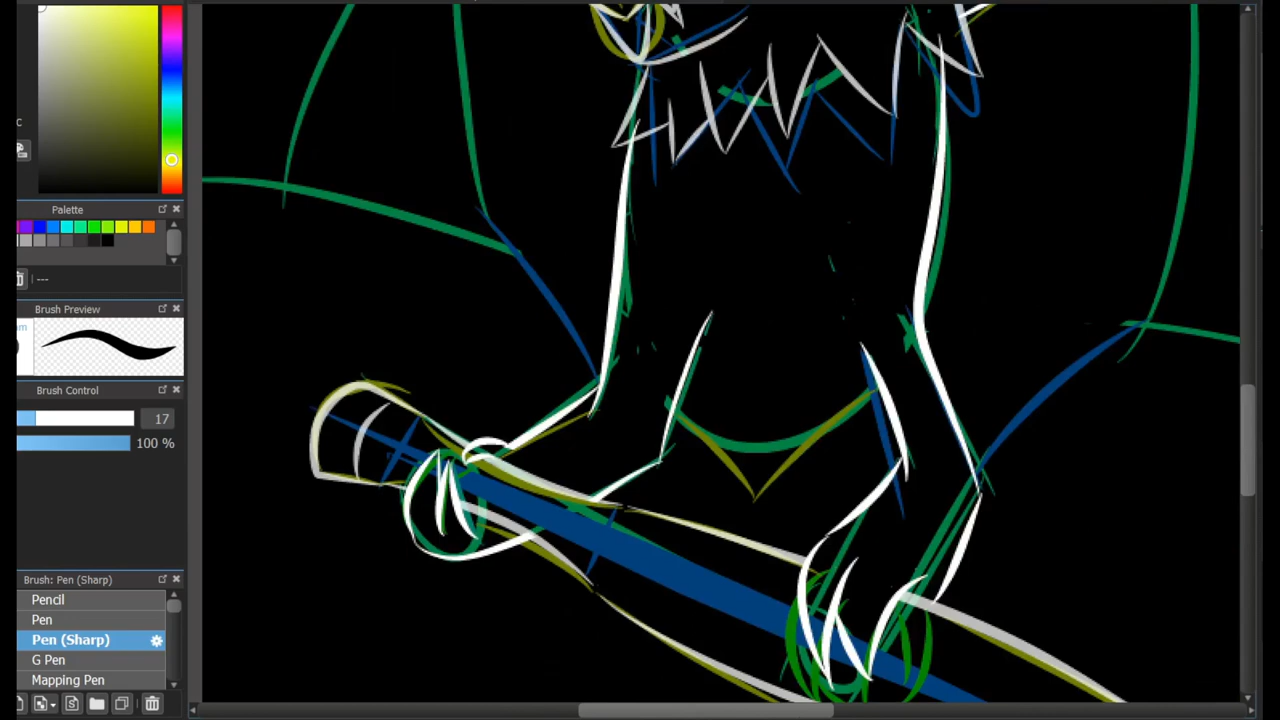 Palette
---
Brush Preview
Brush Control
17
100 %
Brush: Pen (Sharp)
Pencil
Pen
Pen (Sharp)
G Pen
Mapping Pen